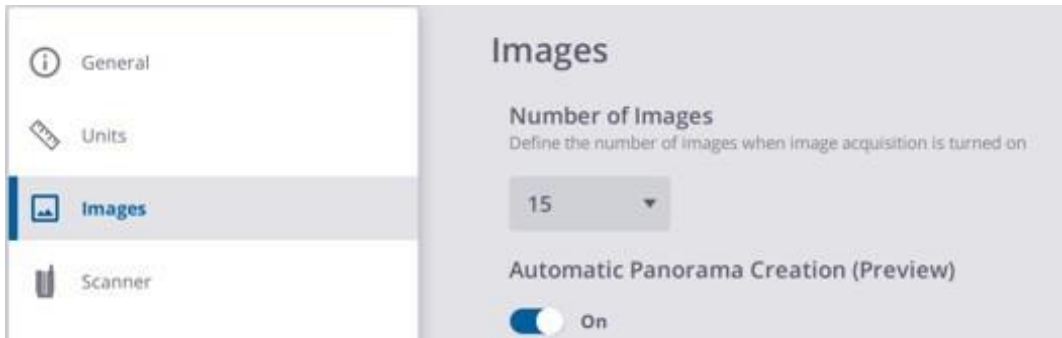 General
Units
Images
Scanner
Images
Number of Images
Define the number of images when image acquisition is turned on
15
Automatic Panorama Creation (Preview)
On